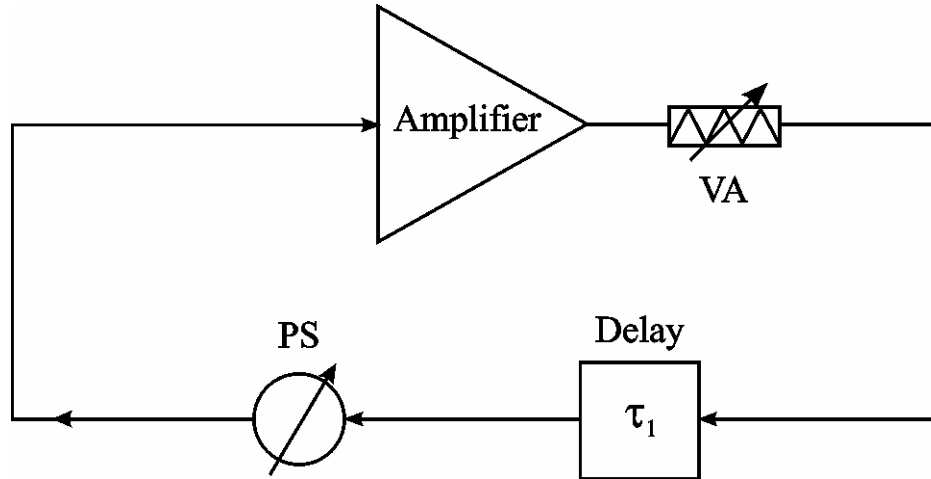 Amplifier
VA
PS
Delay
τ₁